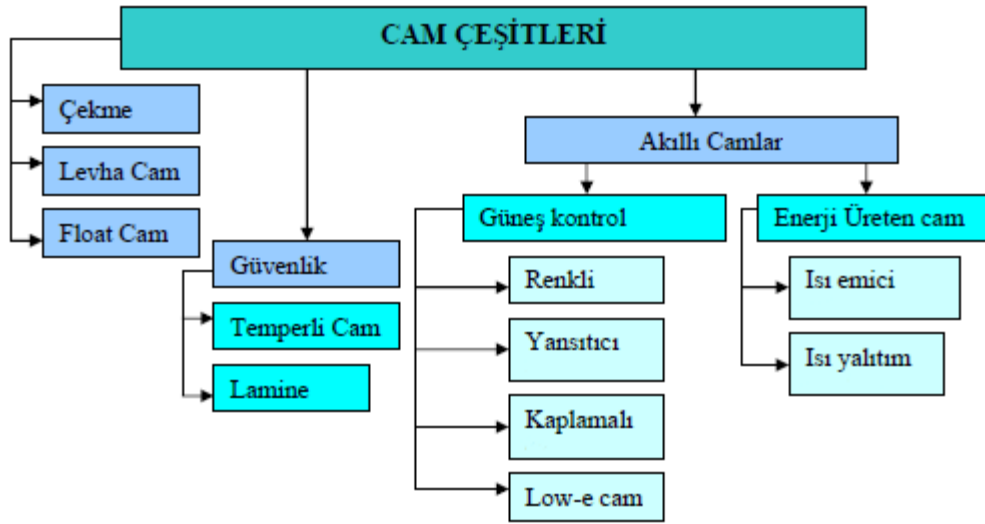 CAM ÇEŞİTLERİ
Çekme
Levha Cam
Float Cam
Güvenlik
Temperli Cam
Lamine
Akıllı Camlar
Güneş kontrol
Renkli
Yansıtıcı
Kaplamalı
Low-e cam
Enerji Üreten cam
Isı emici
Isı yalıtım